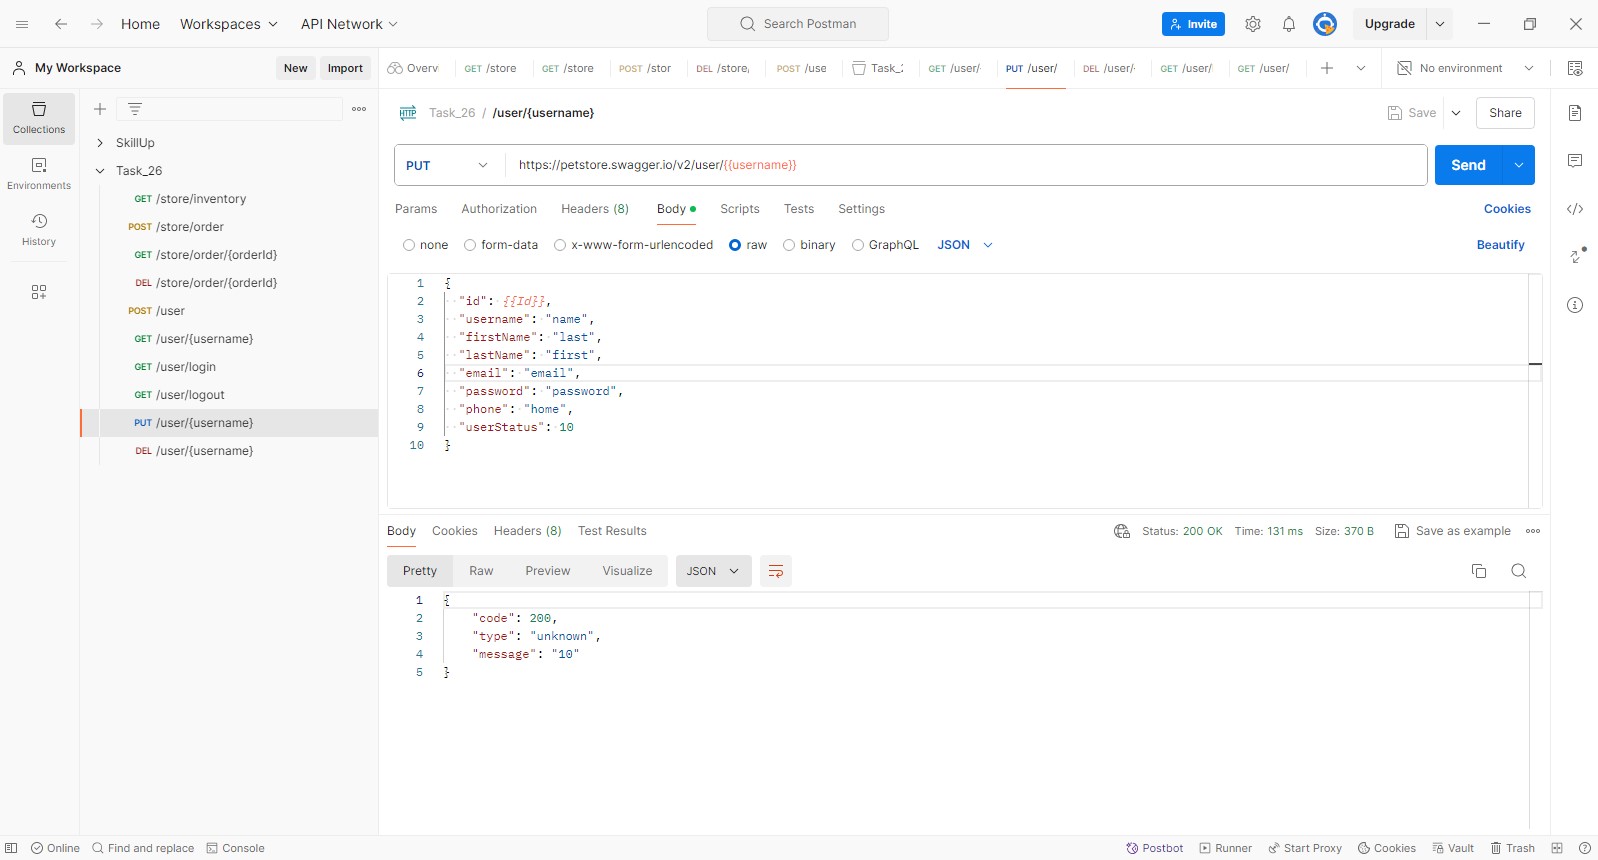 Home Workspaces API Network Search Postman Invite Upgrade
My Workspace New Import Overv GET /store GET /store POST /stor DEL /store/ POST /use Task_2 GET /user/ PUT /user/ DEL /user/ GET /user/ GET /user/ No environment
Collections
Environments
History
SkillUp
Task_26
GET /store/inventory
POST /store/order
GET /store/order/{orderId}
DEL /store/order/{orderId}
POST /user
GET /user/{username}
GET /user/login
GET /user/logout
PUT /user/{username}
DEL /user/{username}
HTTP Task_26 / /user/{username} Save Share
PUT https://petstore.swagger.io/v2/user/{{username}} Send
Params Authorization Headers (8) Body Scripts Tests Settings Cookies
none form-data x-www-form-urlencoded raw binary GraphQL JSON Beautify
1 {
2 "id": {{Id}},
3 "username": "name",
4 "firstName": "last",
5 "lastName": "first",
6 "email": "email",
7 "password": "password",
8 "phone": "home",
9 "userStatus": 10
10 }
Body Cookies Headers (8) Test Results Status: 200 OK Time: 131 ms Size: 370 B Save as example
Pretty Raw Preview Visualize JSON
1 {
2 "code": 200,
3 "type": "unknown",
4 "message": "10"
5 }
Online Find and replace Console Postbot Runner Start Proxy Cookies Vault Trash